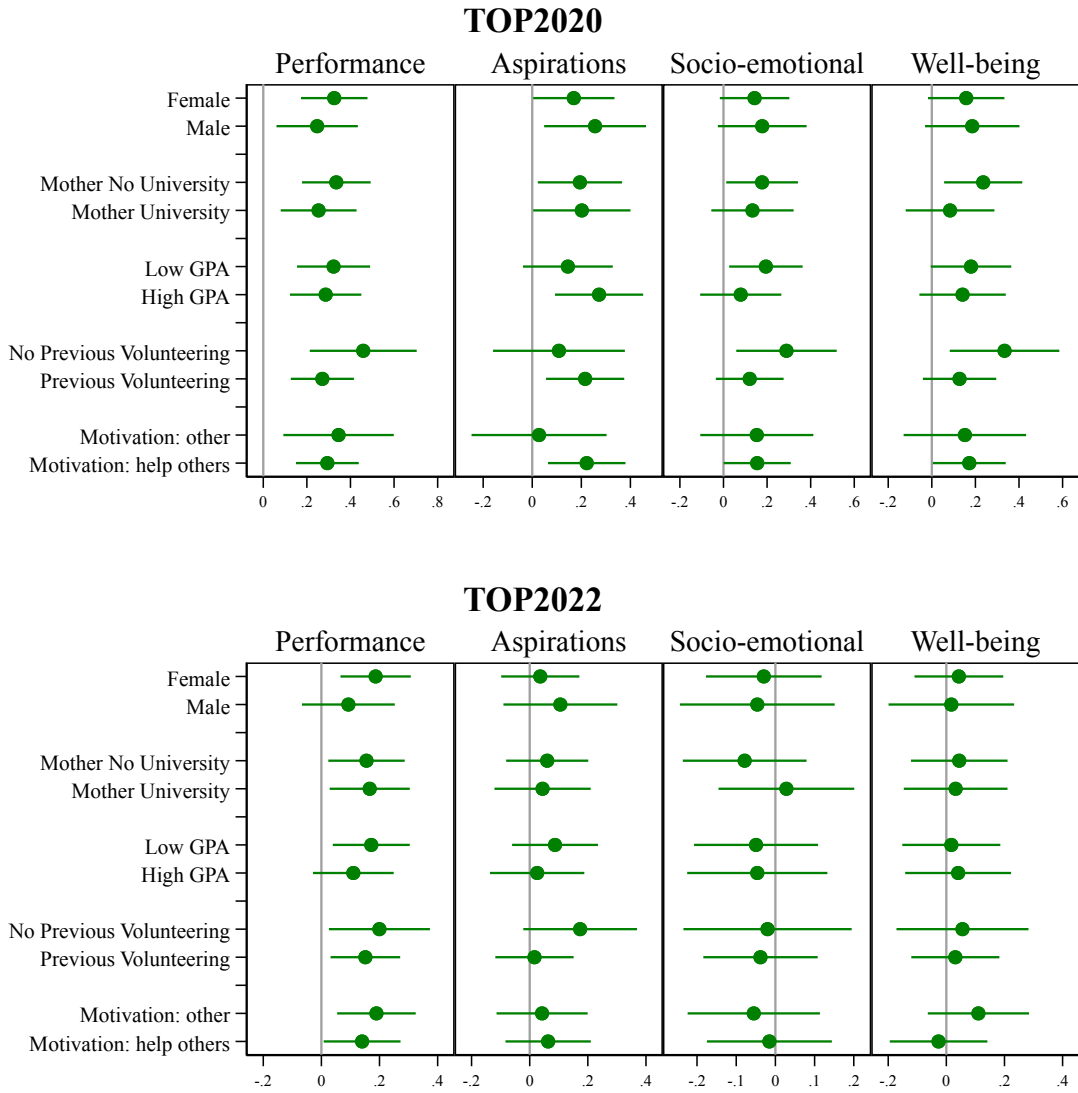 TOP2020
Performance Aspirations Socio-emotional Well-being
Female
Male
Mother No University
Mother University
Low GPA
High GPA
No Previous Volunteering
Previous Volunteering
Motivation: other
Motivation: help others
0 .2 .4 .6 .8 -.2 0 .2 .4 -.2 0 .2 .4 .6 -.2 0 .2 .4 .6
TOP2022
Performance Aspirations Socio-emotional Well-being
Female
Male
Mother No University
Mother University
Low GPA
High GPA
No Previous Volunteering
Previous Volunteering
Motivation: other
Motivation: help others
-.2 0 .2 .4 -.2 0 .2 .4 -.2 -.1 0 .1 .2 -.2 0 .2 .4